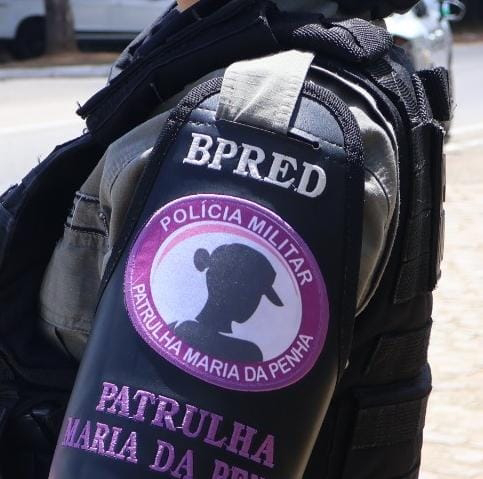 BPRED
POLÍCIA MILITAR
PATRULHA MARIA DA PENHA
PATRULHA
MARIA DA